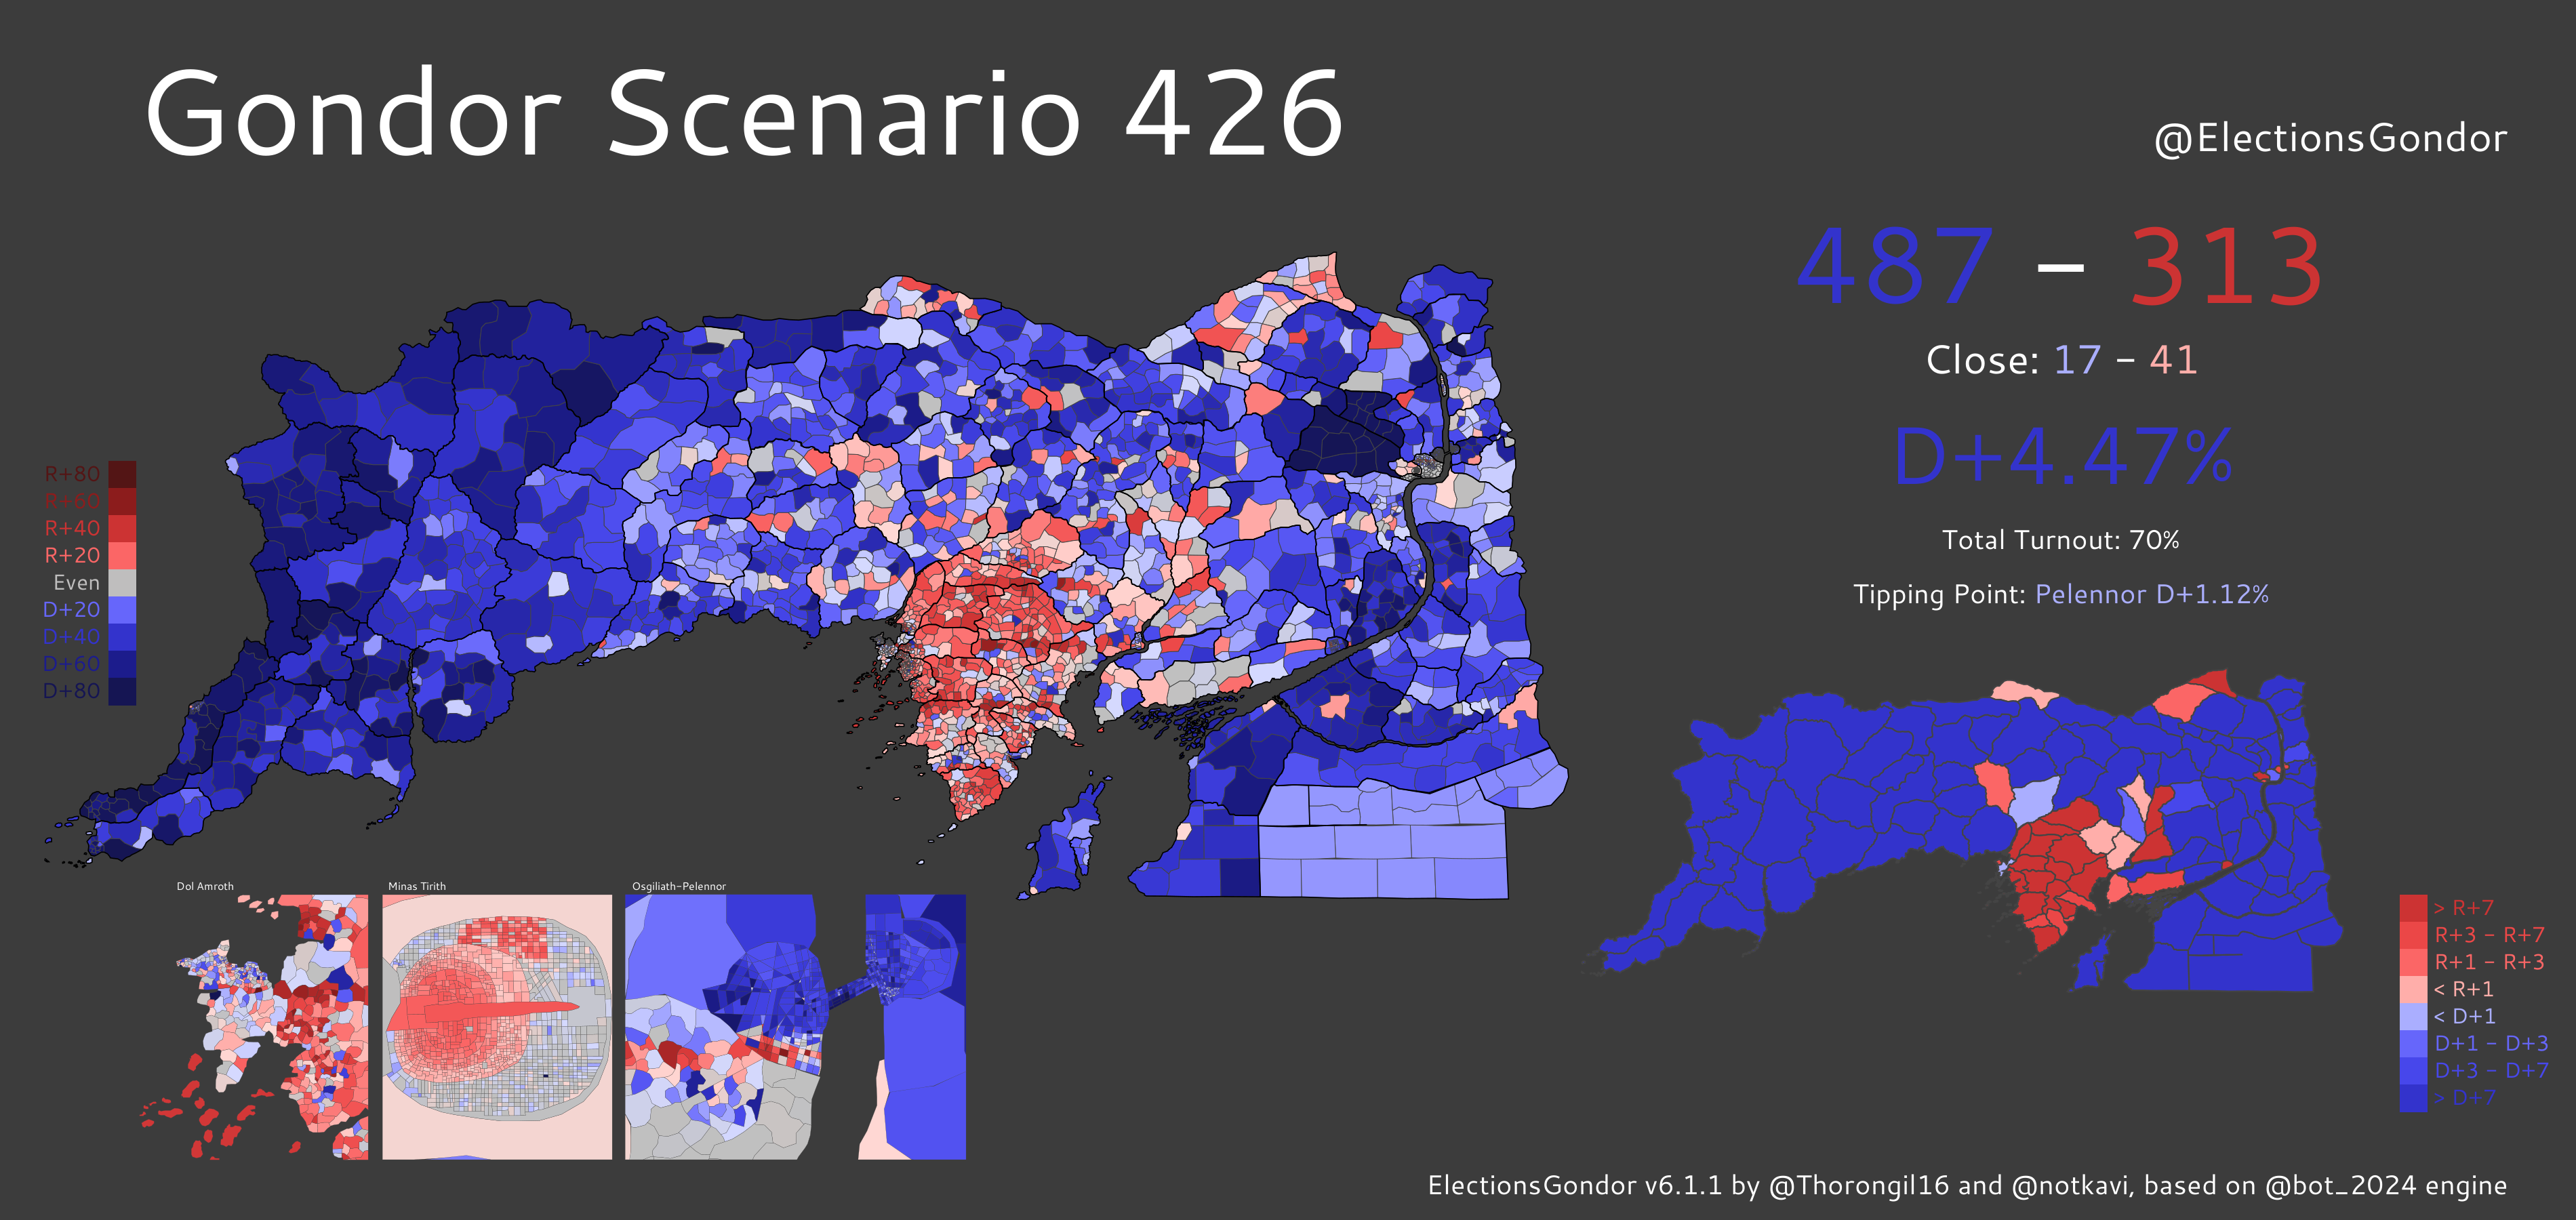 Gondor Scenario 426
@ElectionsGondor
487 - 313
Close: 17 - 41
D+4.47%
Total Turnout: 70%
Tipping Point: Pelennor D+1.12%
R+80
R+60
R+40
R+20
Even
D+20
D+40
D+60
D+80
Dol Amroth
Minas Tirith
Osgiliath-Pelennor
> R+7
R+3 - R+7
R+1 - R+3
< R+1
< D+1
D+1 - D+3
D+3 - D+7
> D+7
ElectionsGondor v6.1.1 by @Thorongil16 and @notkavi, based on @bot_2024 engine